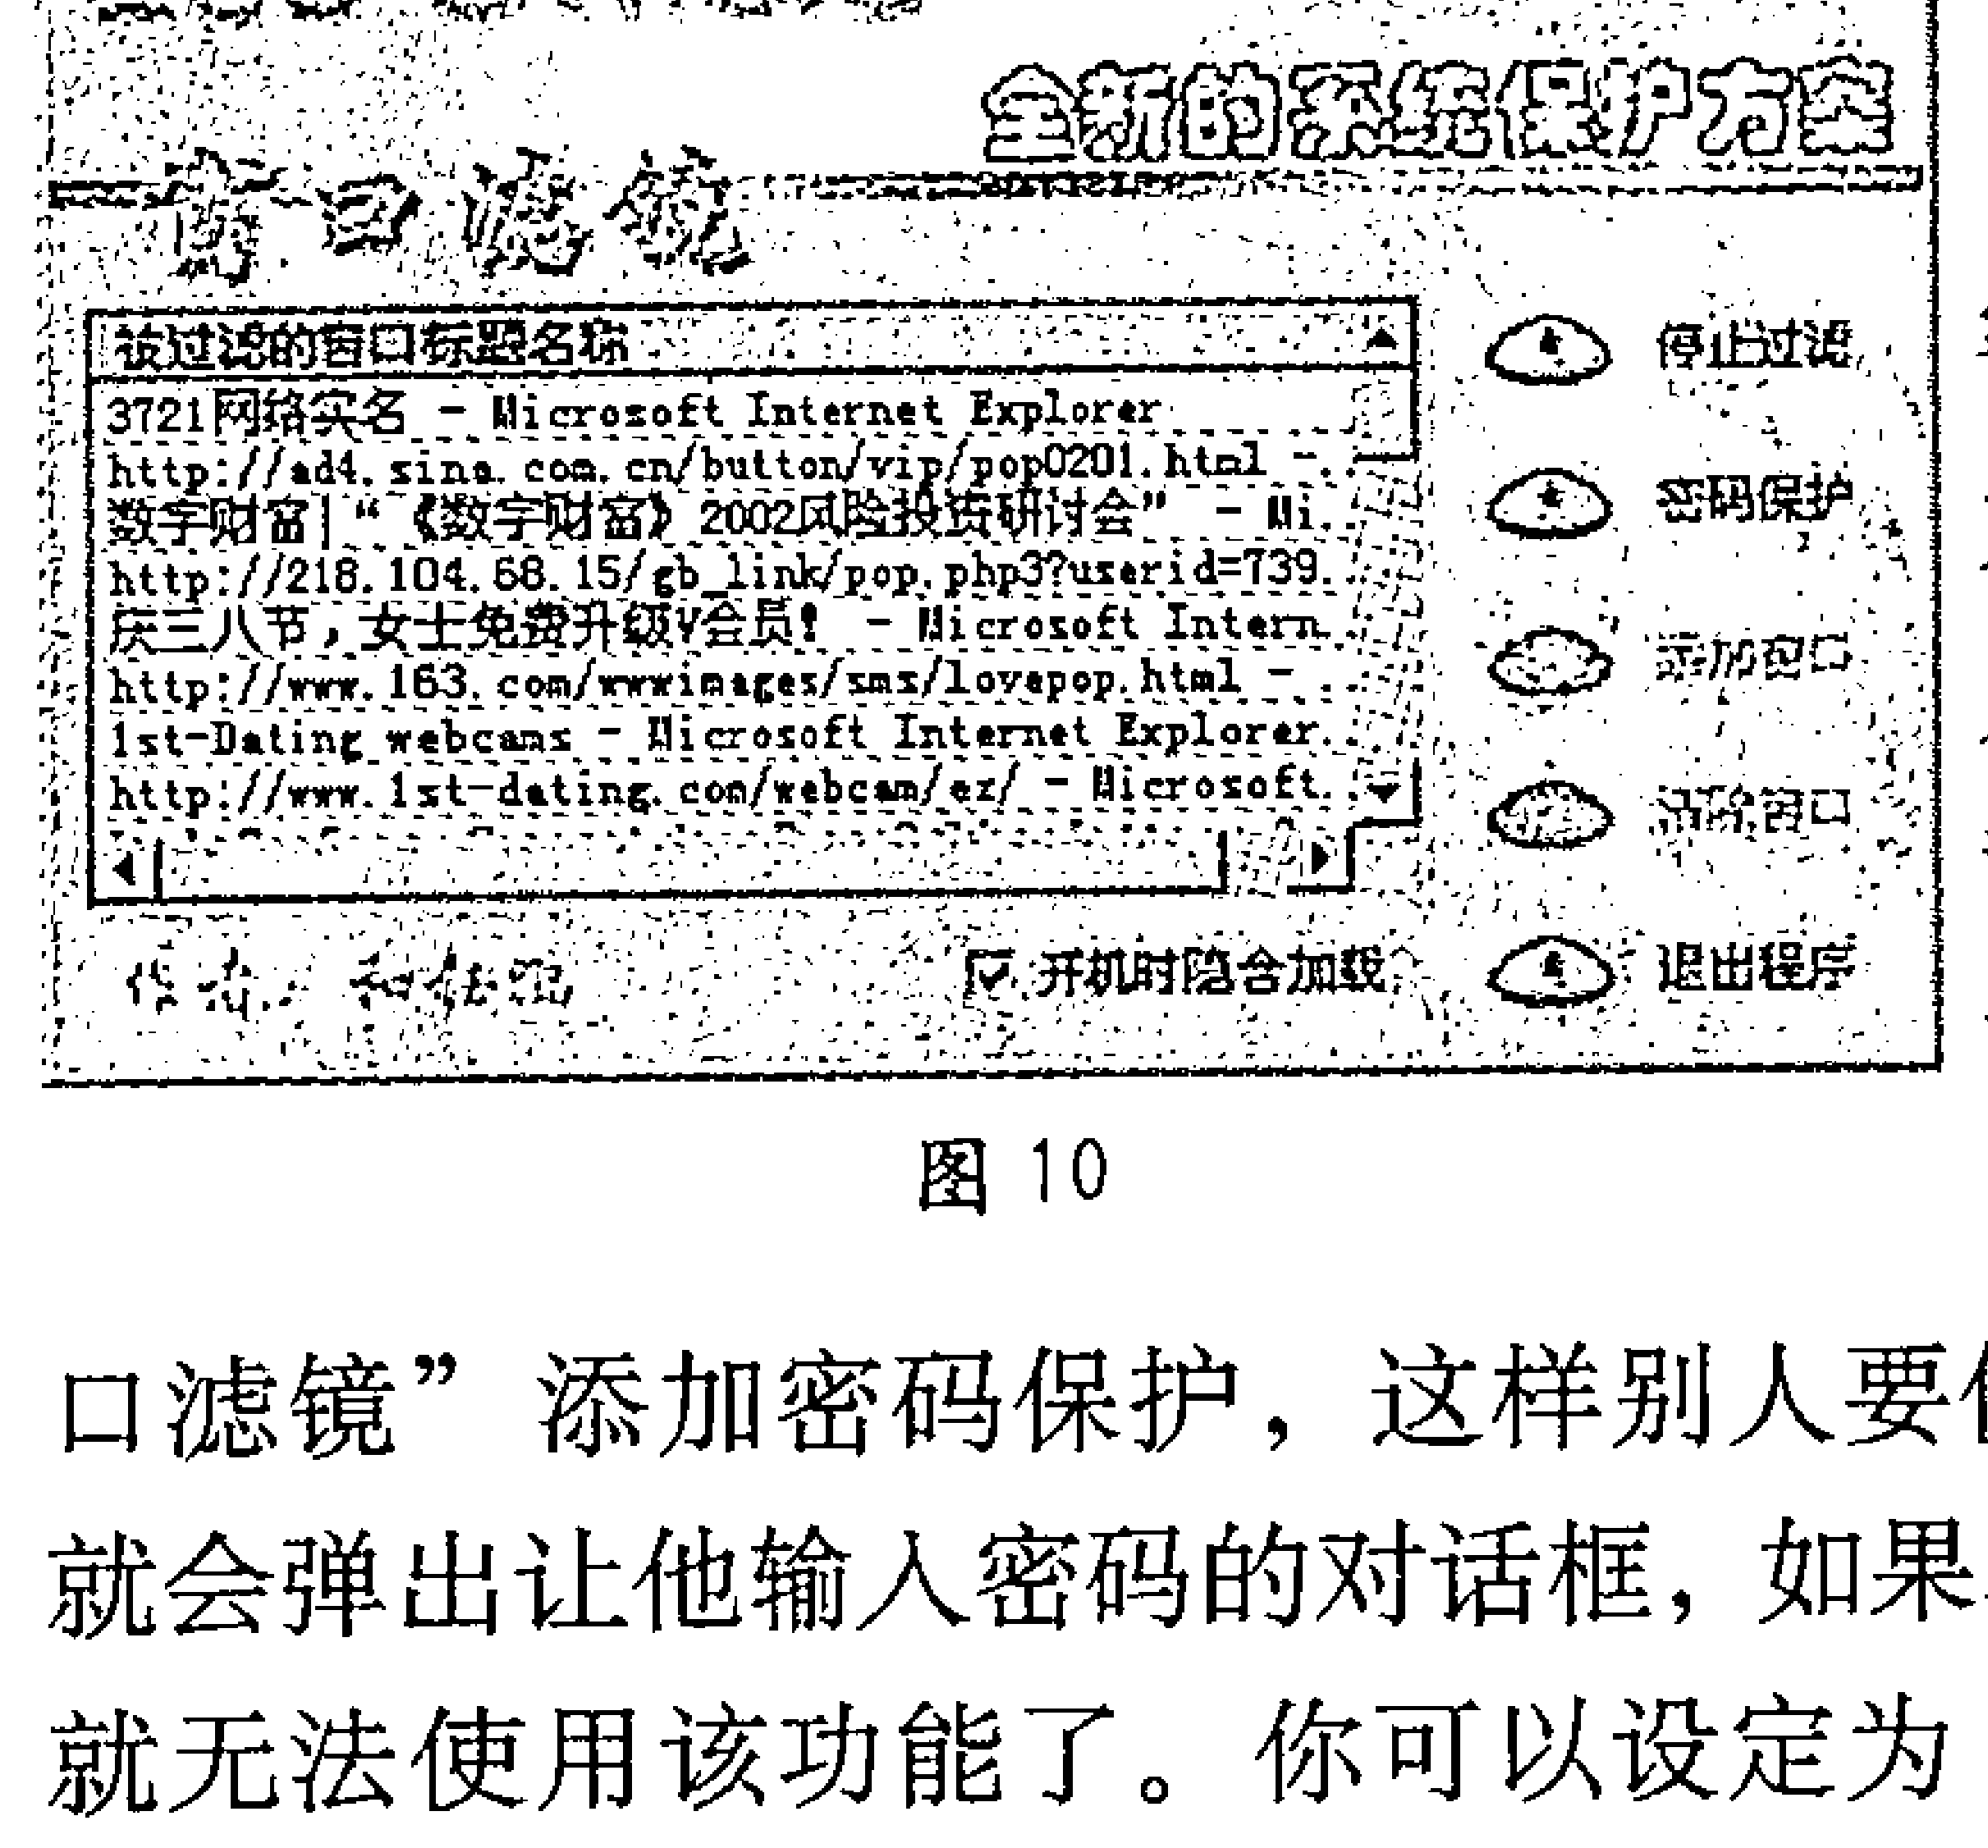 全新的系统保护方案
窗口滤镜
被过滤的窗口标题名称
停止过滤
3721网络实名 - Microsoft Internet Explorer
http://ad4.sina.com.cn/button/vip/pop0201.html -..
密码保护
数字财富|“《数字财富》2002风险投资研讨会” - Mi..
http://218.104.68.15/gb_link/pop.php3?userid=739..
庆三八节，女士免费升级V会员! - Microsoft Intern..
添加窗口
http://www.163.com/wwwimages/sms/lovepop.html - ..
1st-Dating webcams - Microsoft Internet Explorer..
http://www.1st-dating.com/webcam/ez/ - Microsoft..
清除窗口
开机时隐含加载
退出程序
图 10
口滤镜”添加密码保护，这样别人要
就会弹出让他输入密码的对话框，如果
就无法使用该功能了。你可以设定为